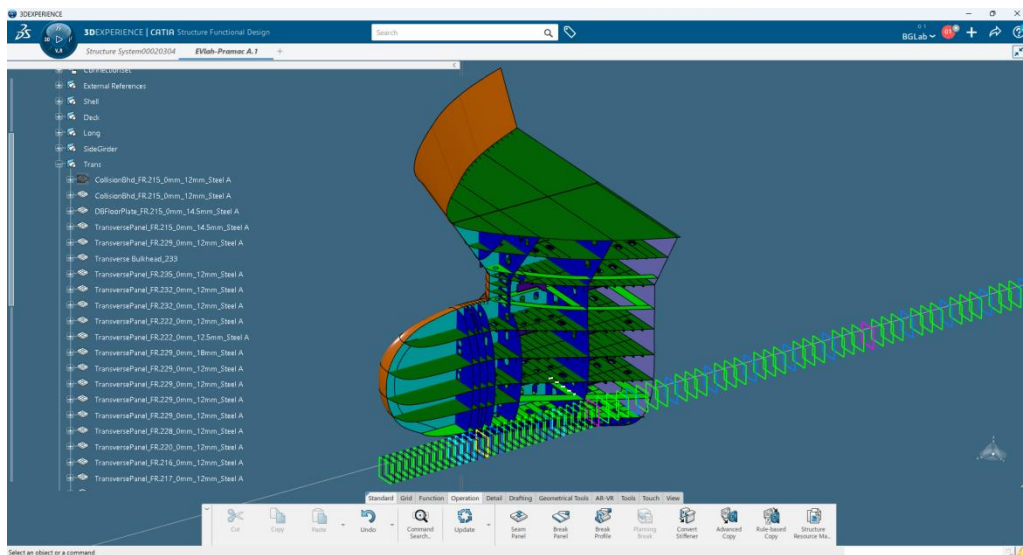 3DEXPERIENCE
3DEXPERIENCE | CATIA Structure Functional Design
Search
BGLab
V.R
Structure System00020304
EVlah-Pramac A.1
+
ConnectionSet
External References
Shell
Deck
Long
SideGirder
Trans
CollisionBhd_FR.215_0mm_12mm_Steel A
CollisionBhd_FR.215_0mm_12mm_Steel A
DBFloorPlate_FR.215_0mm_14.5mm_Steel A
TransversePanel_FR.215_0mm_14.5mm_Steel A
TransversePanel_FR.229_0mm_12mm_Steel A
Transverse Bulkhead_233
TransversePanel_FR.235_0mm_12mm_Steel A
TransversePanel_FR.232_0mm_12mm_Steel A
TransversePanel_FR.232_0mm_12mm_Steel A
TransversePanel_FR.222_0mm_12mm_Steel A
TransversePanel_FR.222_0mm_12.5mm_Steel A
TransversePanel_FR.229_0mm_18mm_Steel A
TransversePanel_FR.229_0mm_12mm_Steel A
TransversePanel_FR.229_0mm_12mm_Steel A
TransversePanel_FR.229_0mm_12mm_Steel A
TransversePanel_FR.229_0mm_12mm_Steel A
TransversePanel_FR.228_0mm_12mm_Steel A
TransversePanel_FR.220_0mm_12mm_Steel A
TransversePanel_FR.216_0mm_12mm_Steel A
TransversePanel_FR.217_0mm_12mm_Steel A
Standard Grid Function Operation Detail Drafting Geometrical Tools AR-VR Tools Touch View
Cut Copy Paste Undo Command Search... Update Seam Panel Break Panel Break Profile Planning Break Convert Stiffener Advanced Copy Rule-based Copy Structure Resource Ma...
Select an object or a command